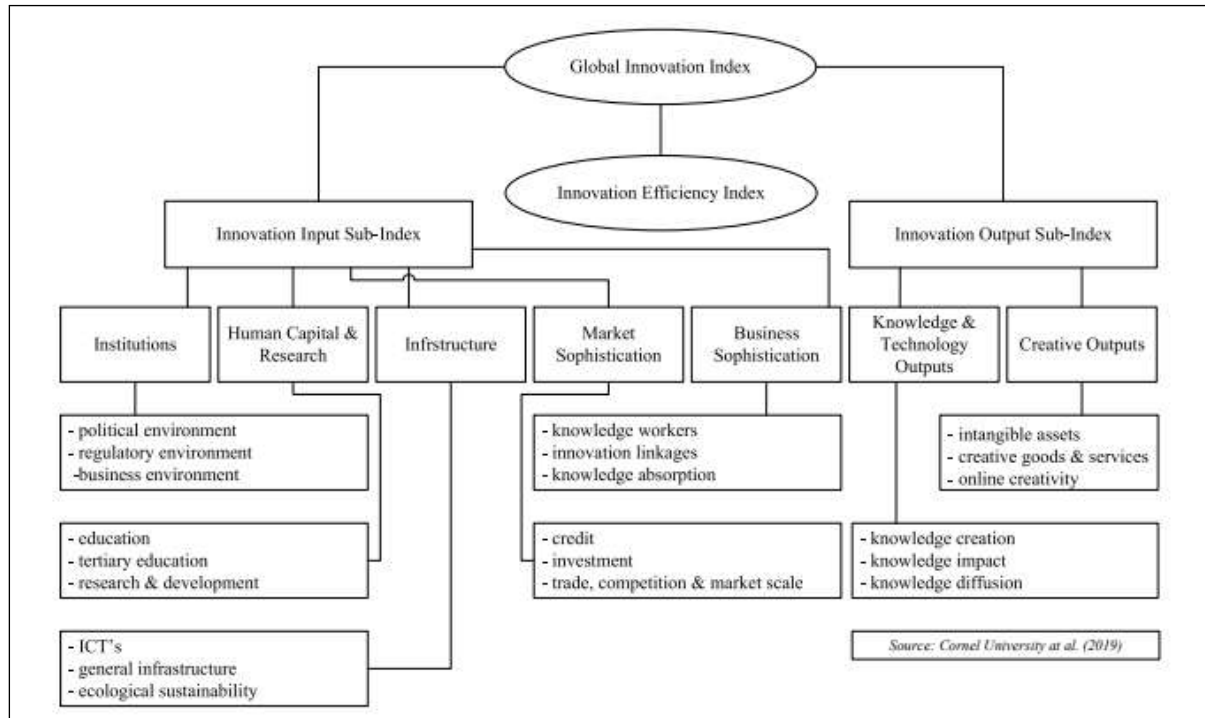 Global Innovation Index
Innovation Efficiency Index
Innovation Input Sub-Index
Innovation Output Sub-Index
Institutions
Human Capital &
Research
Infrstructure
Market
Sophistication
Business
Sophistication
Knowledge &
Technology
Outputs
Creative Outputs
- political environment
- regulatory environment
-business environment
- knowledge workers
- innovation linkages
- knowledge absorption
- intangible assets
- creative goods & services
- online creativity
- education
- tertiary education
- research & development
- credit
- investment
- trade, competition & market scale
- knowledge creation
- knowledge impact
- knowledge diffusion
- ICT's
- general infrastructure
- ecological sustainability
Source: Cornel University at al. (2019)